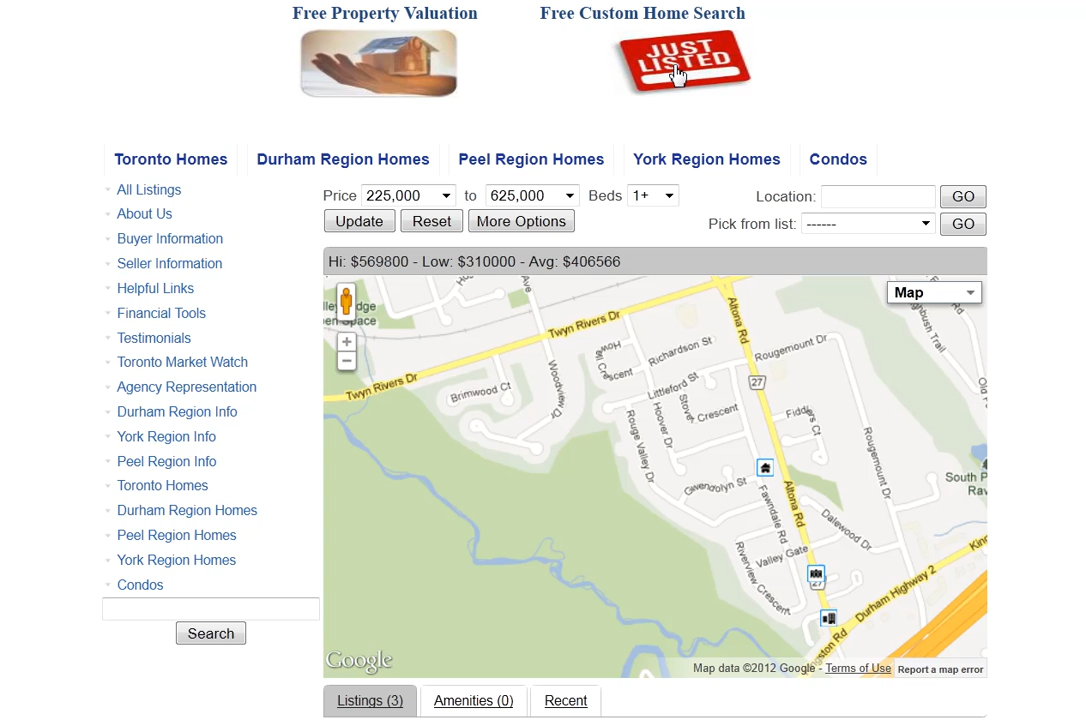 Free Property Valuation
Free Custom Home Search
JUST
LISTED
Toronto Homes
Durham Region Homes
Peel Region Homes
York Region Homes
Condos
All Listings
About Us
Buyer Information
Seller Information
Helpful Links
Financial Tools
Testimonials
Toronto Market Watch
Agency Representation
Durham Region Info
York Region Info
Peel Region Info
Toronto Homes
Durham Region Homes
Peel Region Homes
York Region Homes
Condos
Search
Price 225,000 to 625,000 Beds 1+
Location: GO
Update Reset More Options
Pick from list: ------ GO
Hi: $569800 - Low: $310000 - Avg: $406566
Map
Ave
Twyn Rivers Dr
Altona Rd
Richardson St
Rougemount Dr
Twyn Rivers Dr
Brimwood Ct
Woodview Dr
Littleford St
27
Hoover Dr
Crescent
Fiddlers Ct
Rouge Valley Dr
Rougemount Dr
Gwendolyn St
Fawndale Rd
Altona Rd
Dalewood Dr
Valley Gate
Riverview Crescent
27
Durham Highway 2
Google
Map data ©2012 Google - Terms of Use Report a map error
Listings (3)
Amenities (0)
Recent